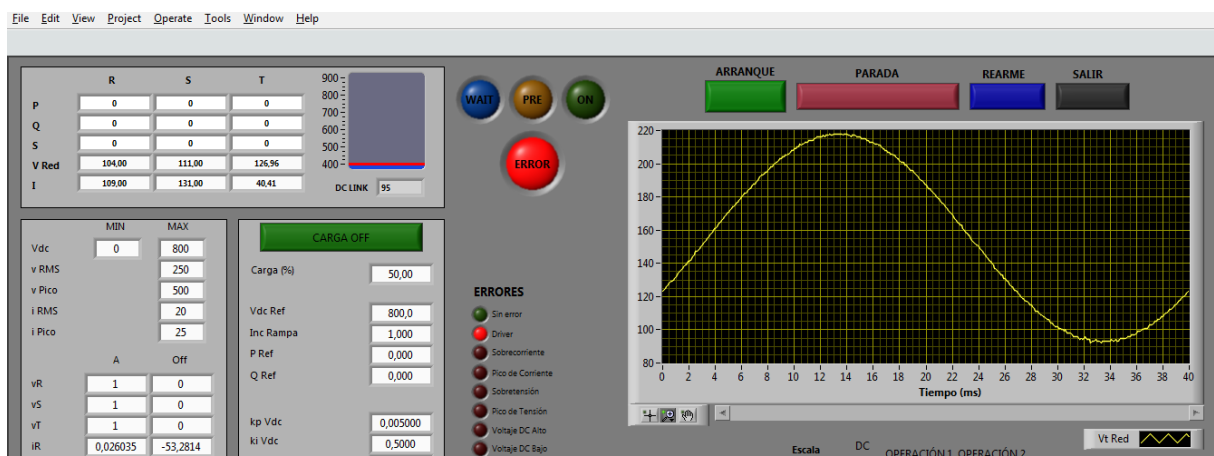 File Edit View Project Operate Tools Window Help
R S T
P 0 0 0
Q 0 0 0
S 0 0 0
V Red 104,00 111,00 126,96
I 109,00 131,00 40,41
900
800
700
600
500
400
DC LINK 95
WAIT PRE ON
ERROR
ARRANQUE PARADA REARME SALIR
MIN MAX
Vdc 0 800
v RMS 250
v Pico 500
i RMS 20
i Pico 25
A Off
vR 1 0
vS 1 0
vT 1 0
iR 0,026035 -53,2814
CARGA OFF
Carga (%) 50,00
Vdc Ref 800,0
Inc Rampa 1,000
P Ref 0,000
Q Ref 0,000
kp Vdc 0,005000
ki Vdc 0,5000
ERRORES
Sin error
Driver
Sobrecorriente
Pico de Corriente
Sobretensión
Pico de Tensión
Voltaje DC Alto
Voltaje DC Bajo
220
200
180
160
140
120
100
80
0 2 4 6 8 10 12 14 16 18 20 22 24 26 28 30 32 34 36 38 40
Tiempo (ms)
Vt Red
Escala DC OPERACIÓN 1 OPERACIÓN 2